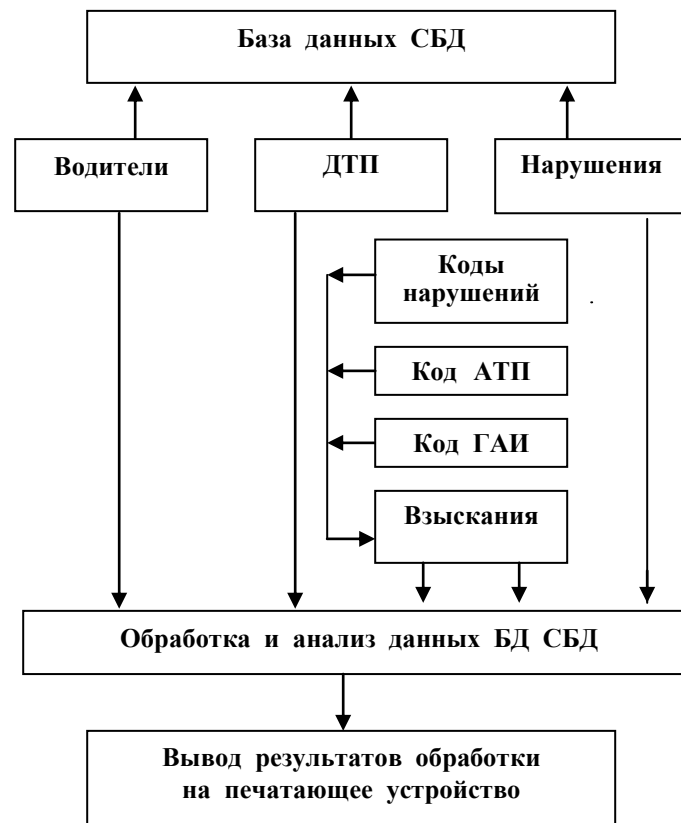 База данных СБД
Водители
ДТП
Нарушения
Коды
нарушений
Код АТП
Код ГАИ
Взыскания
Обработка и анализ данных БД СБД
Вывод результатов обработки
на печатающее устройство